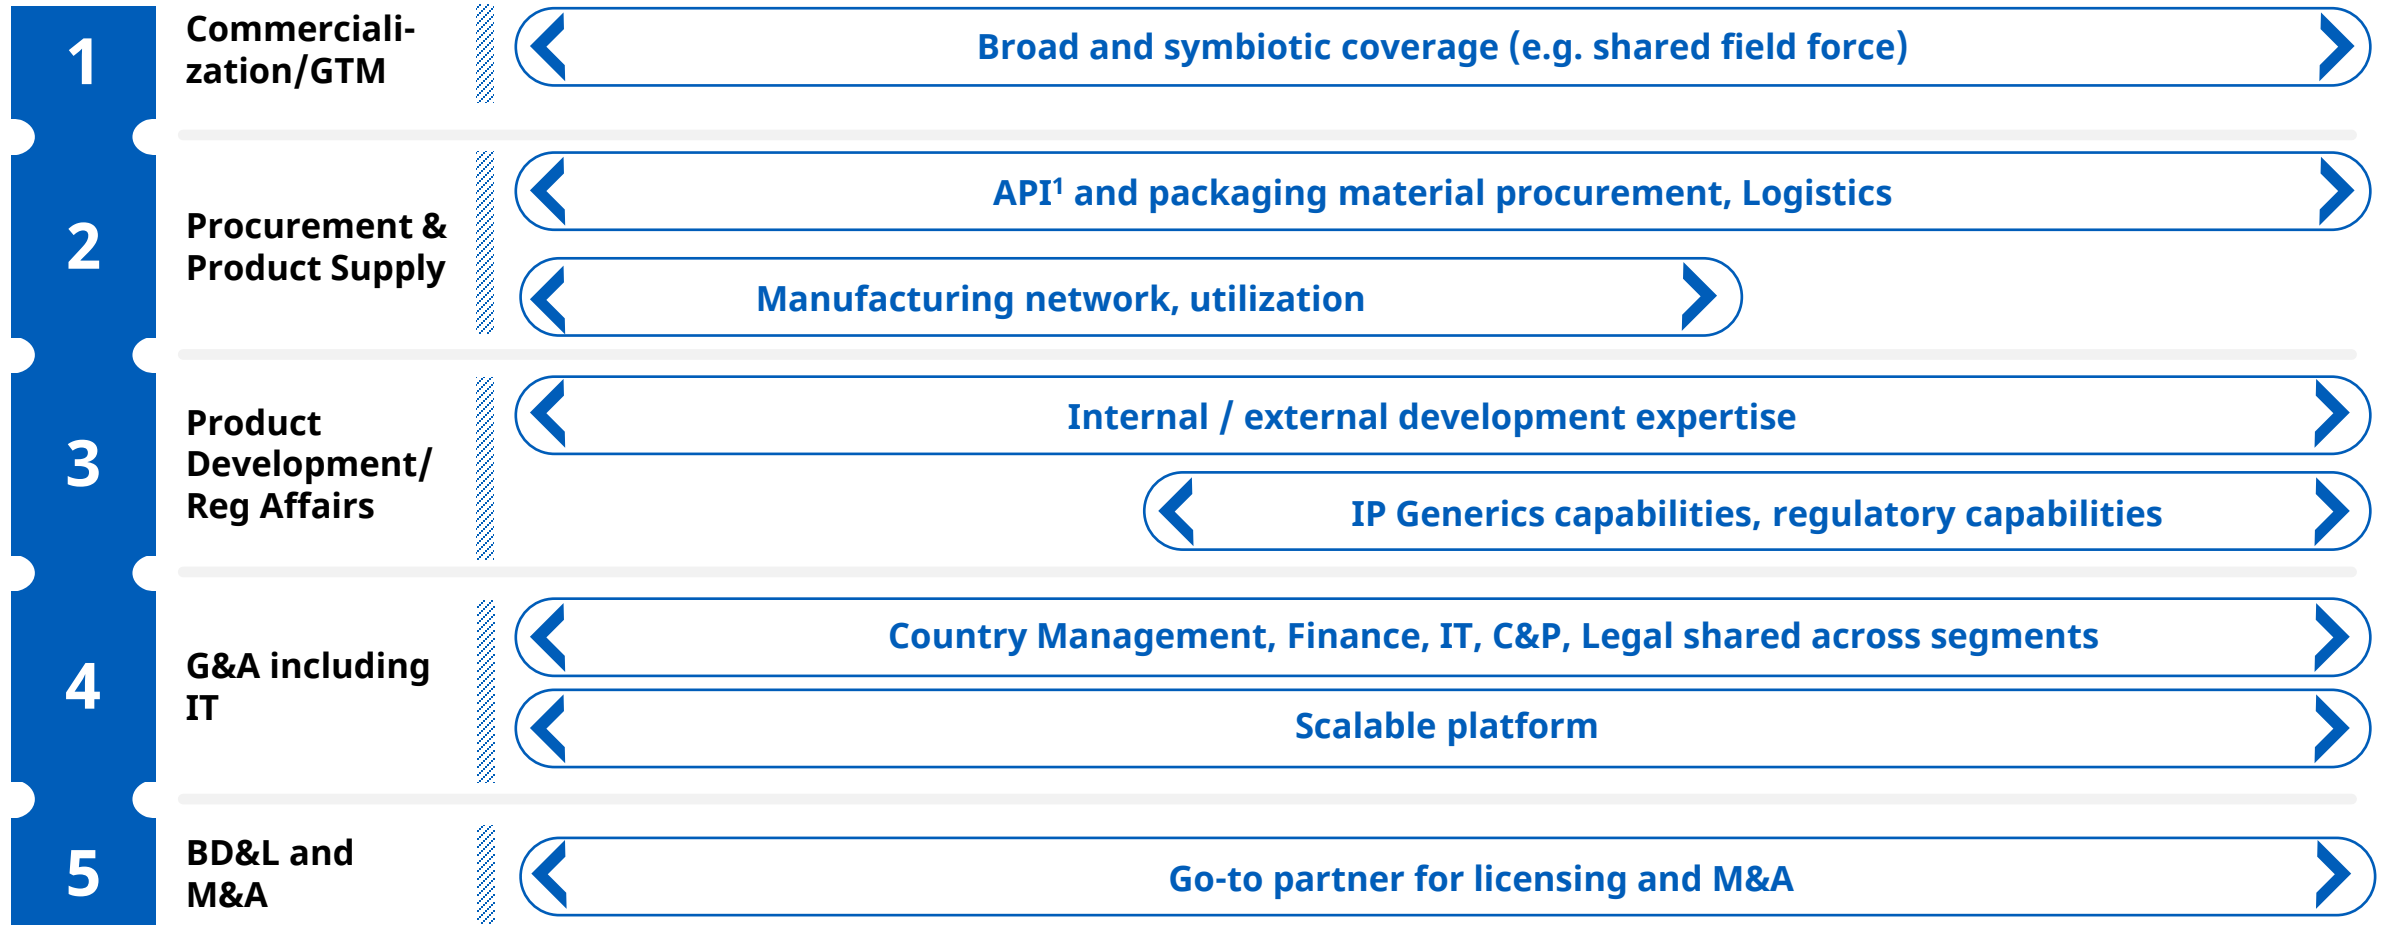 1
Commerciali-
zation/GTM
Broad and symbiotic coverage (e.g. shared field force)
2
Procurement &
Product Supply
API¹ and packaging material procurement, Logistics
Manufacturing network, utilization
3
Product
Development/
Reg Affairs
Internal / external development expertise
IP Generics capabilities, regulatory capabilities
4
G&A including
IT
Country Management, Finance, IT, C&P, Legal shared across segments
Scalable platform
5
BD&L and
M&A
Go-to partner for licensing and M&A